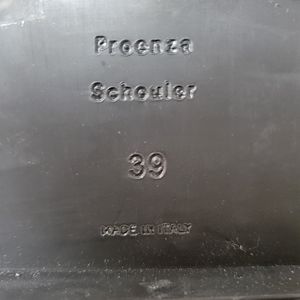 Proenza
Schouler
39
MADE IN ITALY